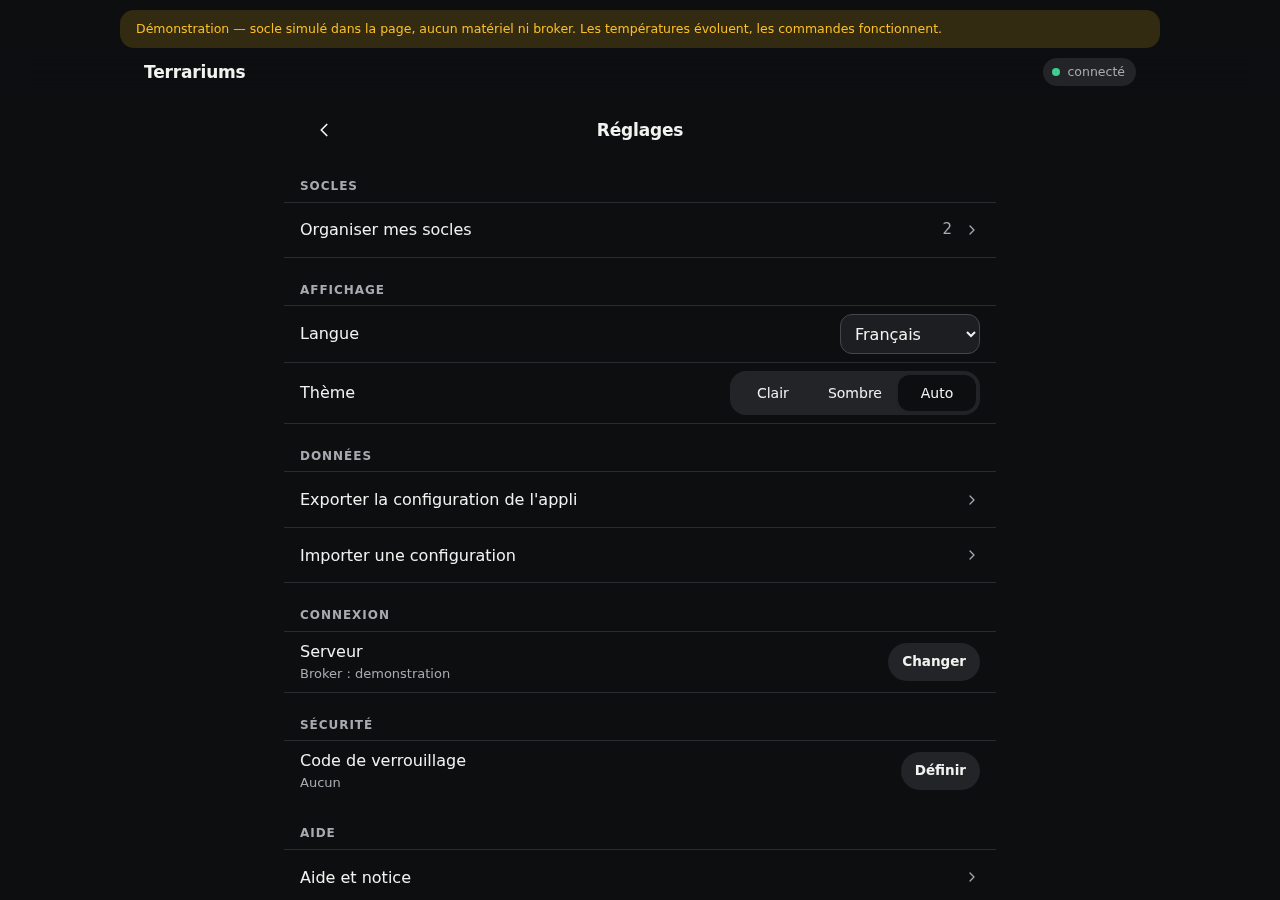 Démonstration — socle simulé dans la page, aucun matériel ni broker. Les températures évoluent, les commandes fonctionnent.
Terrariums
connecté
Réglages
SOCLES
Organiser mes socles
2
AFFICHAGE
Langue
Français
Thème
Clair
Sombre
Auto
DONNÉES
Exporter la configuration de l'appli
Importer une configuration
CONNEXION
Serveur
Broker : demonstration
Changer
SÉCURITÉ
Code de verrouillage
Aucun
Définir
AIDE
Aide et notice